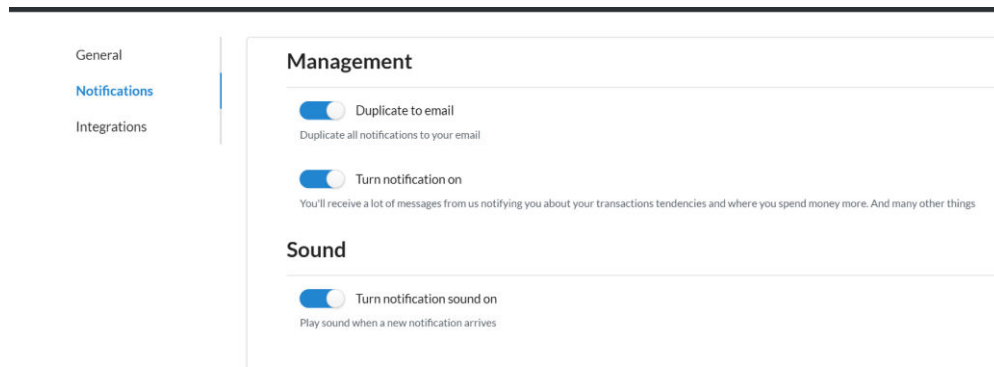 General
Notifications
Integrations
Management
Duplicate to email
Duplicate all notifications to your email
Turn notification on
You'll receive a lot of messages from us notifying you about your transactions tendencies and where you spend money more. And many other things
Sound
Turn notification sound on
Play sound when a new notification arrives